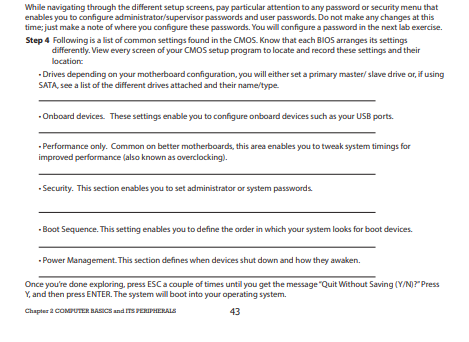 While navigating through the different setup screens, pay particular attention to any password or security menu that
enables you to configure administrator/supervisor passwords and user passwords. Do not make any changes at this
time; just make a note of where you configure these passwords. You will configure a password in the next lab exercise.
Step 4 Following is a list of common settings found in the CMOS. Know that each BIOS arranges its settings
differently. View every screen of your CMOS setup program to locate and record these settings and their
location:
• Drives depending on your motherboard configuration, you will either set a primary master/ slave drive or, if using
SATA, see a list of the different drives attached and their name/type.
• Onboard devices. These settings enable you to configure onboard devices such as your USB ports.
• Performance only. Common on better motherboards, this area enables you to tweak system timings for
improved performance (also known as overclocking).
• Security. This section enables you to set administrator or system passwords.
• Boot Sequence. This setting enables you to define the order in which your system looks for boot devices.
• Power Management. This section defines when devices shut down and how they awaken.
Once you're done exploring, press ESC a couple of times until you get the message "Quit Without Saving (Y/N)?" Press
Y, and then press ENTER. The system will boot into your operating system.
Chapter 2 COMPUTER BASICS and ITS PERIPHERALS 43